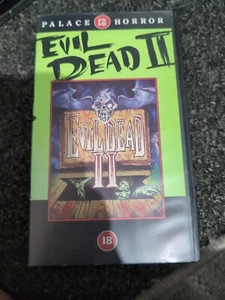 PALACE 18 HORROR
EVIL
DEAD II
EVIL DEAD
II
18